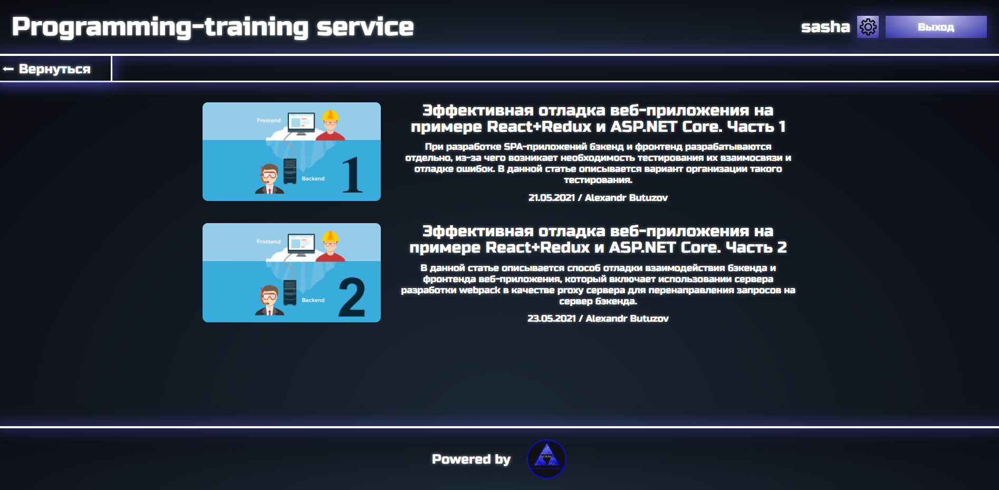 Programming-training service
sasha
Выход
Вернуться
Frontend
Backend
1
Эффективная отладка веб-приложения на
примере React+Redux и ASP.NET Core. Часть 1
При разработке SPA-приложений бэкенд и фронтенд разрабатываются
отдельно, из-за чего возникает необходимость тестирования их взаимосвязи и
отладке ошибок. В данной статье описывается вариант организации такого
тестирования.
21.05.2021 / Alexandr Butuzov
Frontend
Backend
2
Эффективная отладка веб-приложения на
примере React+Redux и ASP.NET Core. Часть 2
В данной статье описывается способ отладки взаимодействия бэкенда и
фронтенда веб-приложения, который включает использовании сервера
разработки webpack в качестве proxy сервера для перенаправления запросов на
сервер бэкенда.
23.05.2021 / Alexandr Butuzov
Powered by
VAM